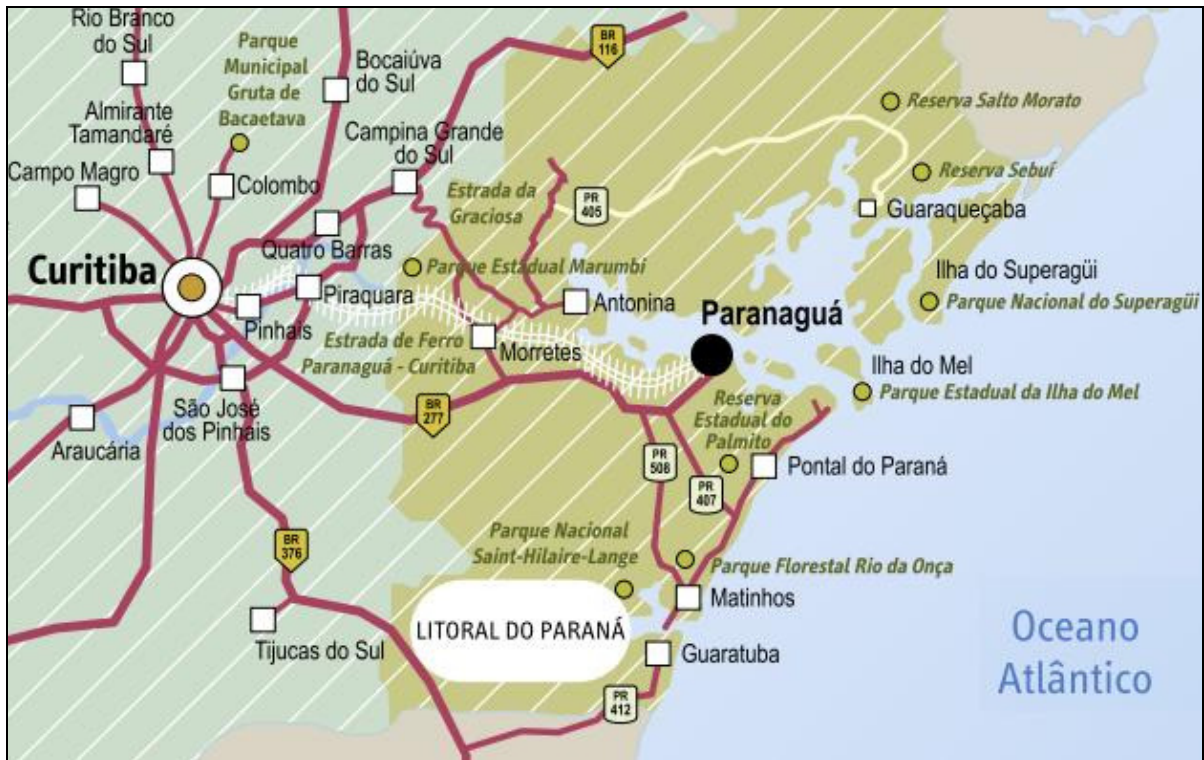 Rio Branco
do Sul
Parque
Municipal
Gruta de
Bacaetava
Bocaiúva
do Sul
BR
116
Almirante
Tamandaré
Campina Grande
do Sul
Reserva Salto Morato
Campo Magro
Colombo
Estrada da
Graciosa
PR
405
Reserva Sebuí
Guaraqueçaba
Quatro Barras
Curitiba
Parque Estadual Marumbi
Ilha do Superagüi
Piraquara
Antonina
Paranaguá
Parque Nacional do Superagüi
Pinhais
Estrada de Ferro
Paranaguá - Curitiba
Morretes
Ilha do Mel
Parque Estadual da Ilha do Mel
São José
dos Pinhais
BR
277
Reserva
Estadual do
Palmito
Araucária
PR
508
Pontal do Paraná
PR
407
BR
376
Parque Nacional
Saint-Hilaire-Lange
Parque Florestal Rio da Onça
Matinhos
LITORAL DO PARANÁ
Oceano
Atlântico
Tijucas do Sul
Guaratuba
PR
412